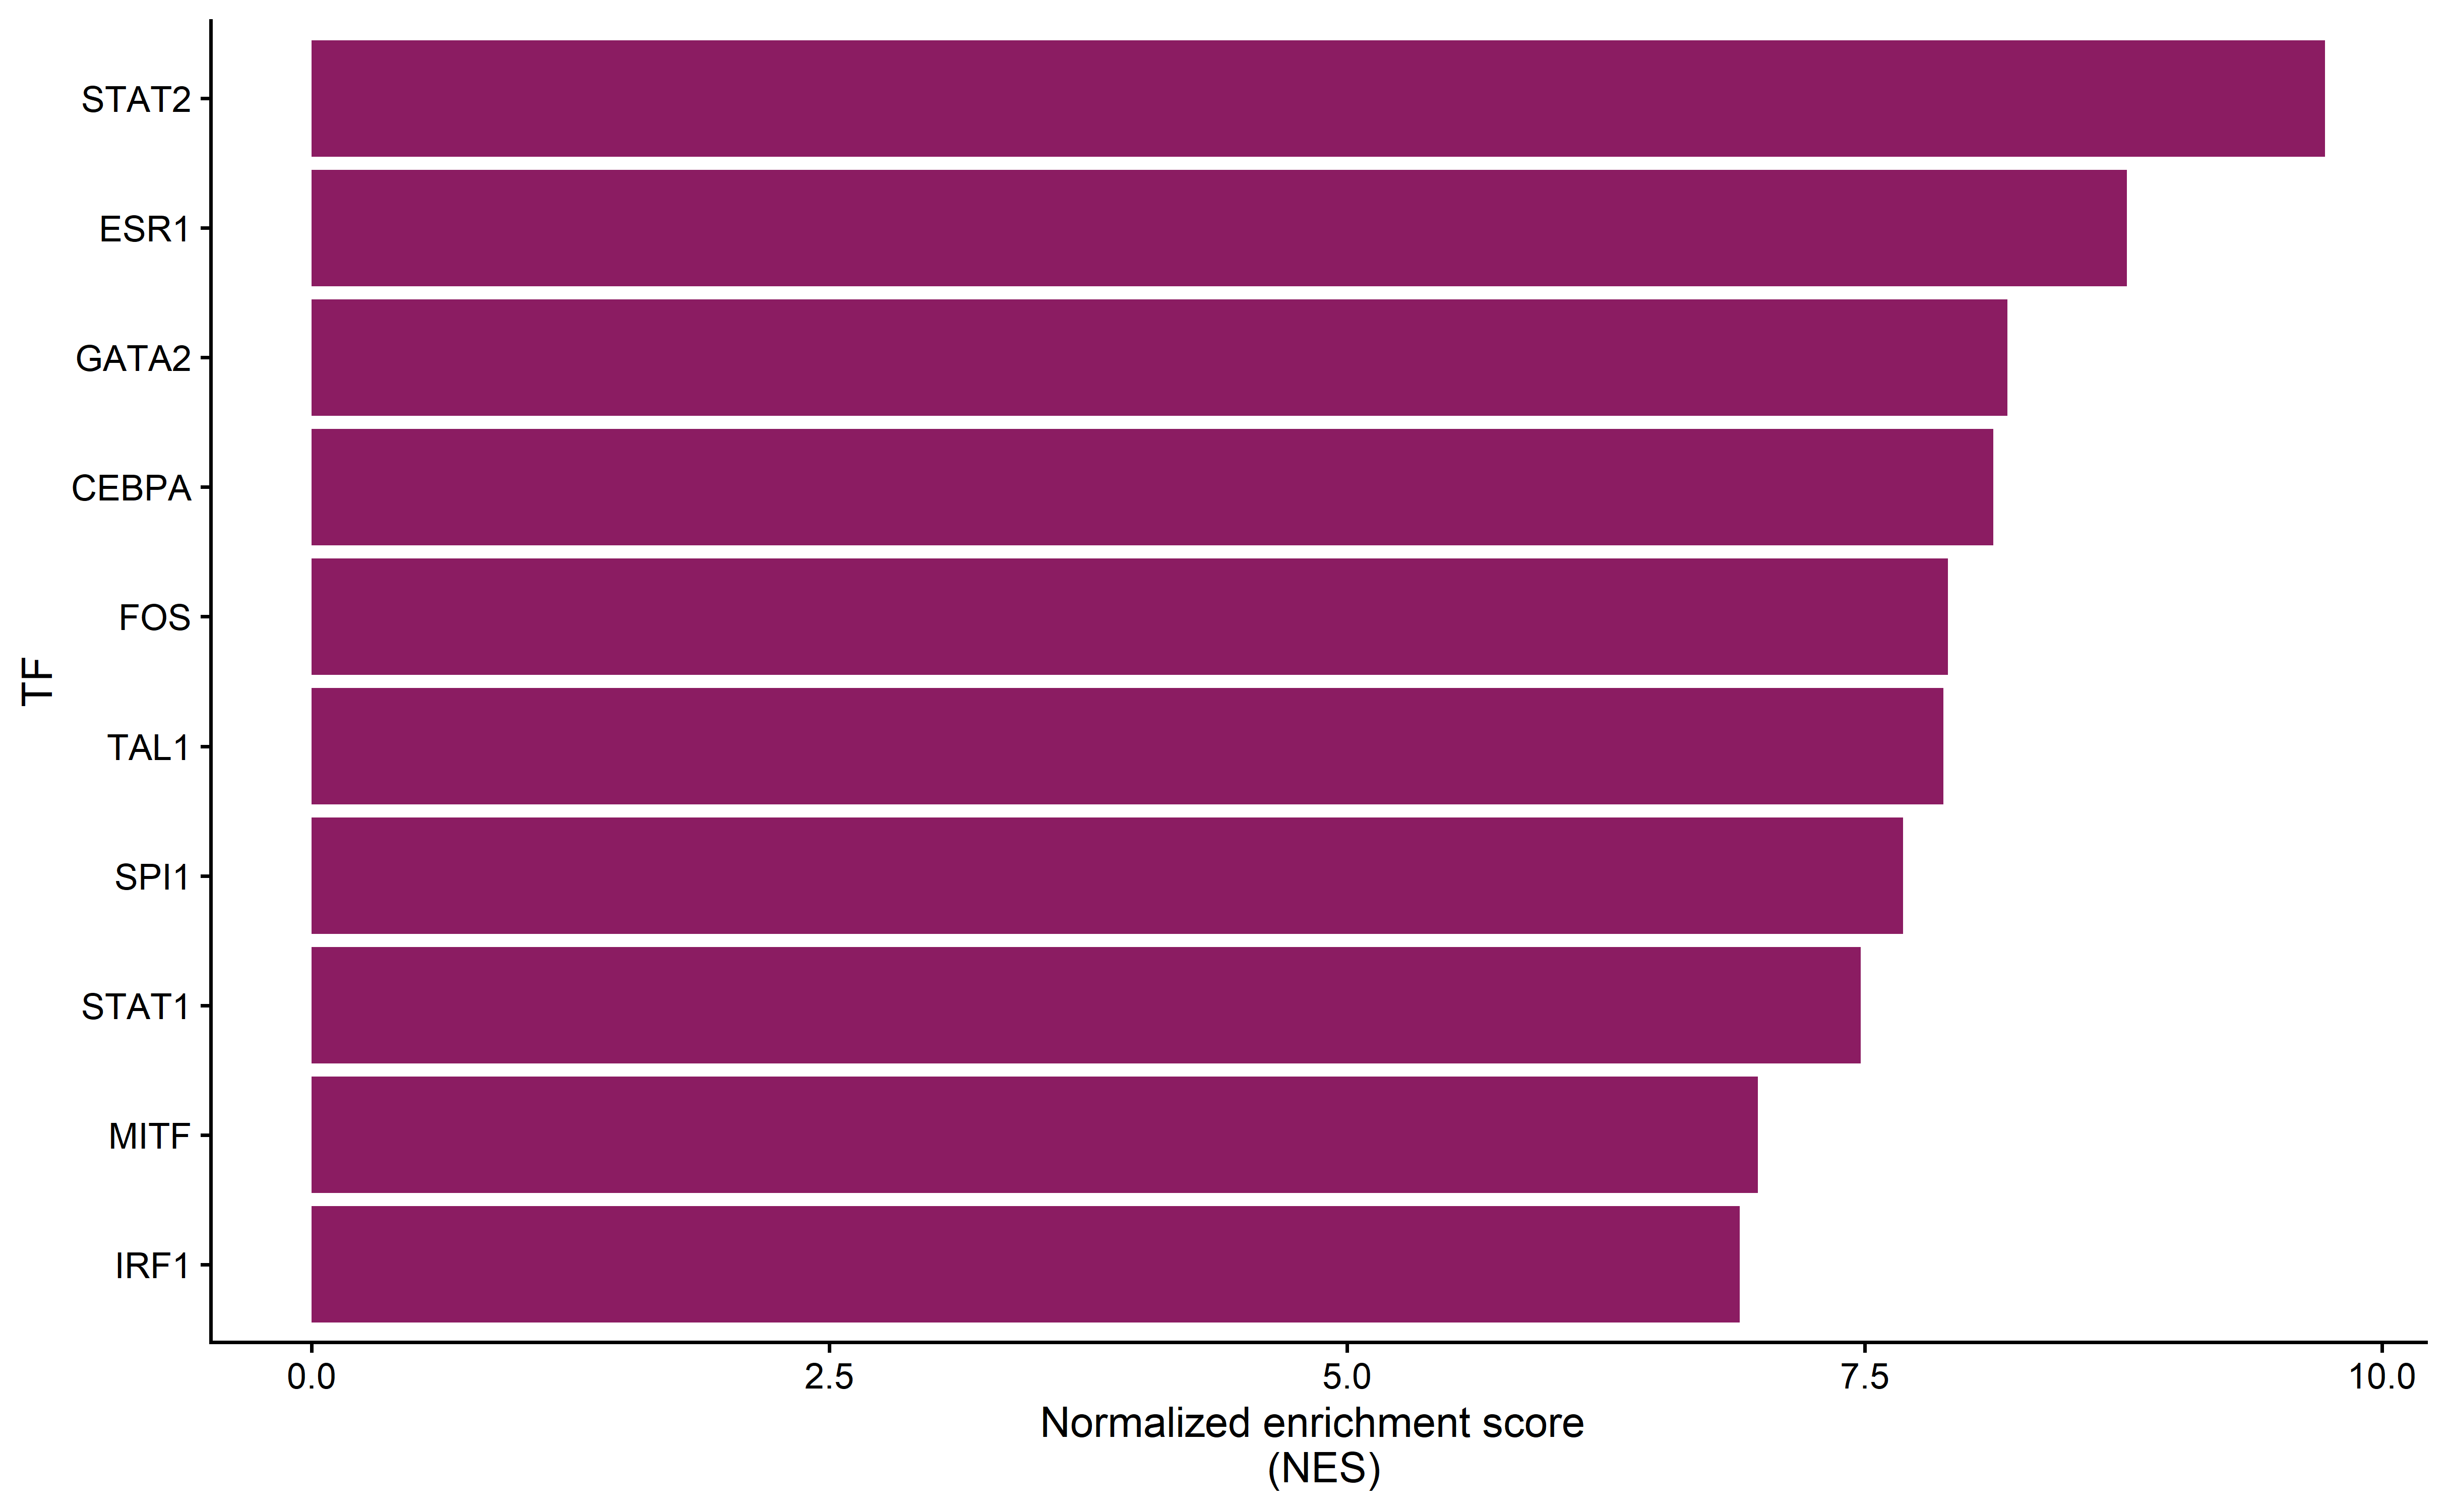 STAT2
ESR1
GATA2
CEBPA
FOS
TAL1
SPI1
STAT1
MITF
IRF1
TF
0.0 2.5 5.0 7.5 10.0
Normalized enrichment score
(NES)